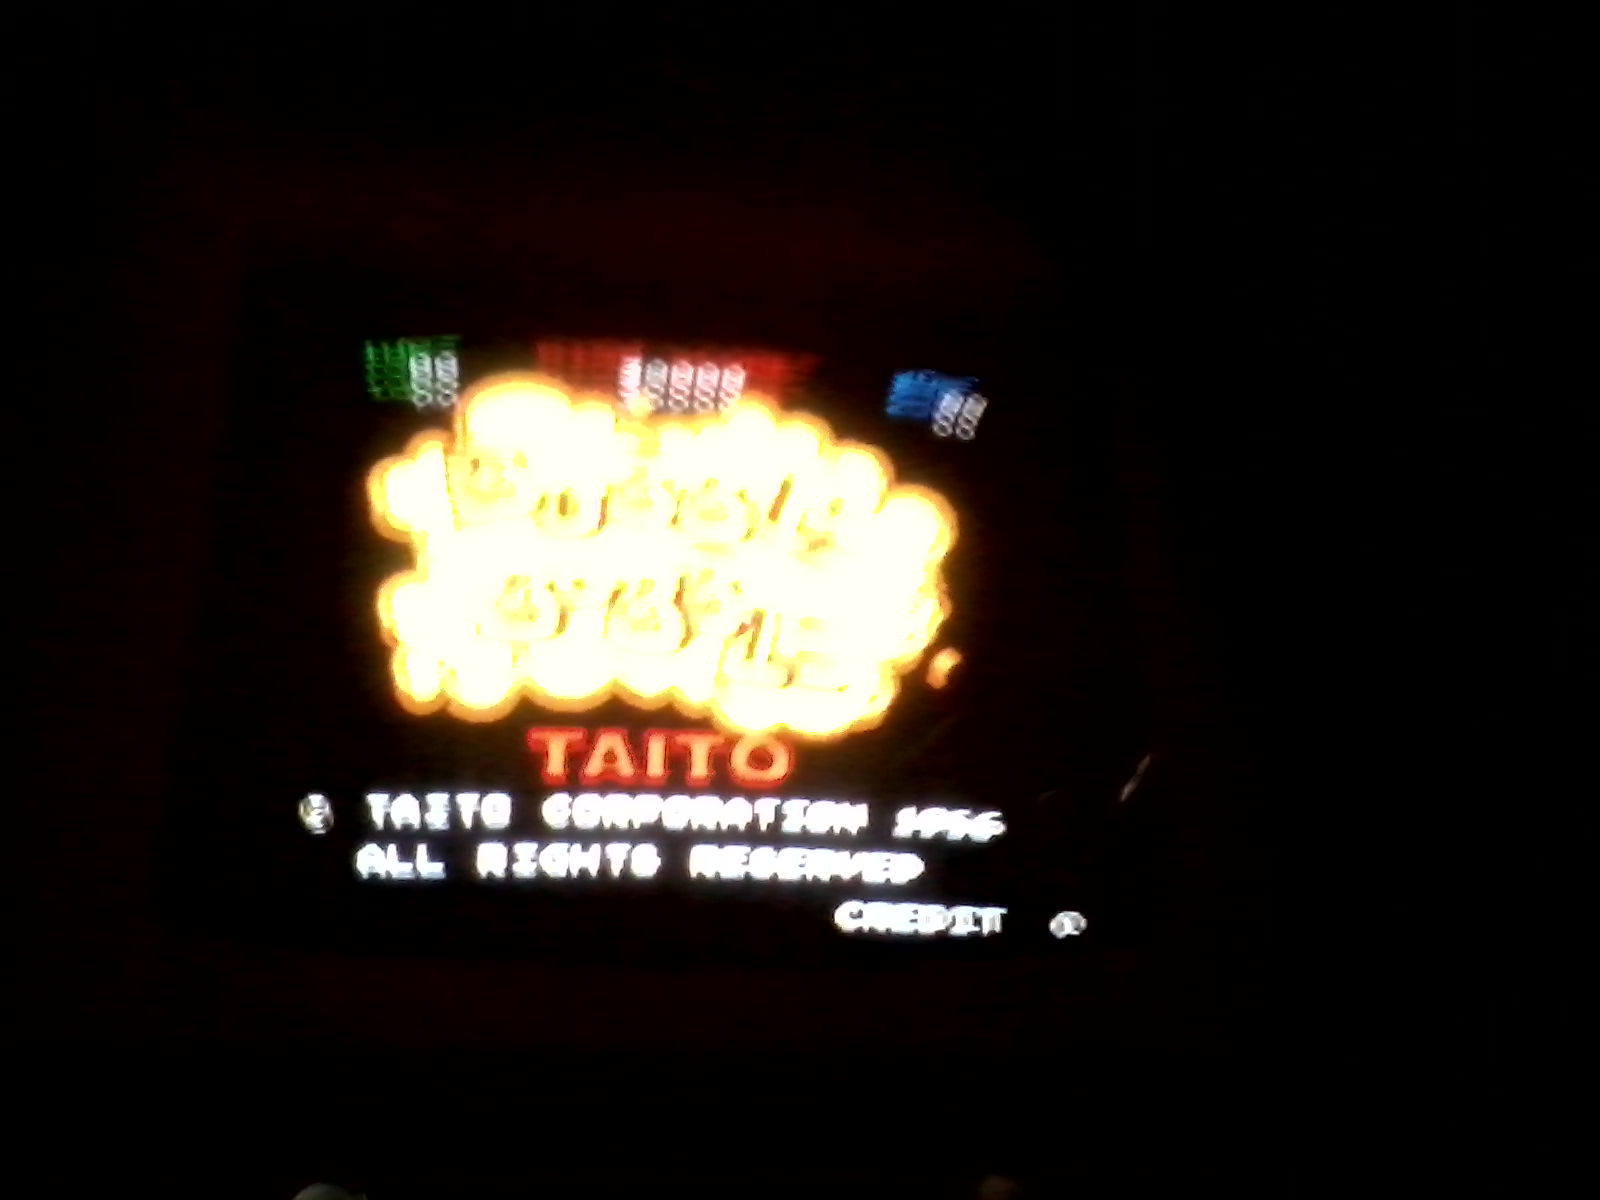 BUBBLE
BOBBLE
TAITO
© TAITO CORPORATION 1986
ALL RIGHTS RESERVED
CREDIT 0